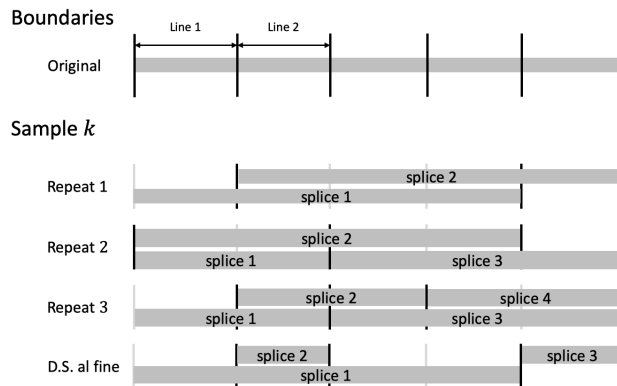 Boundaries
Line 1
Line 2
Original
Sample k
Repeat 1
splice 2
splice 1
Repeat 2
splice 2
splice 1
splice 3
Repeat 3
splice 2
splice 4
splice 1
splice 3
D.S. al fine
splice 2
splice 3
splice 1